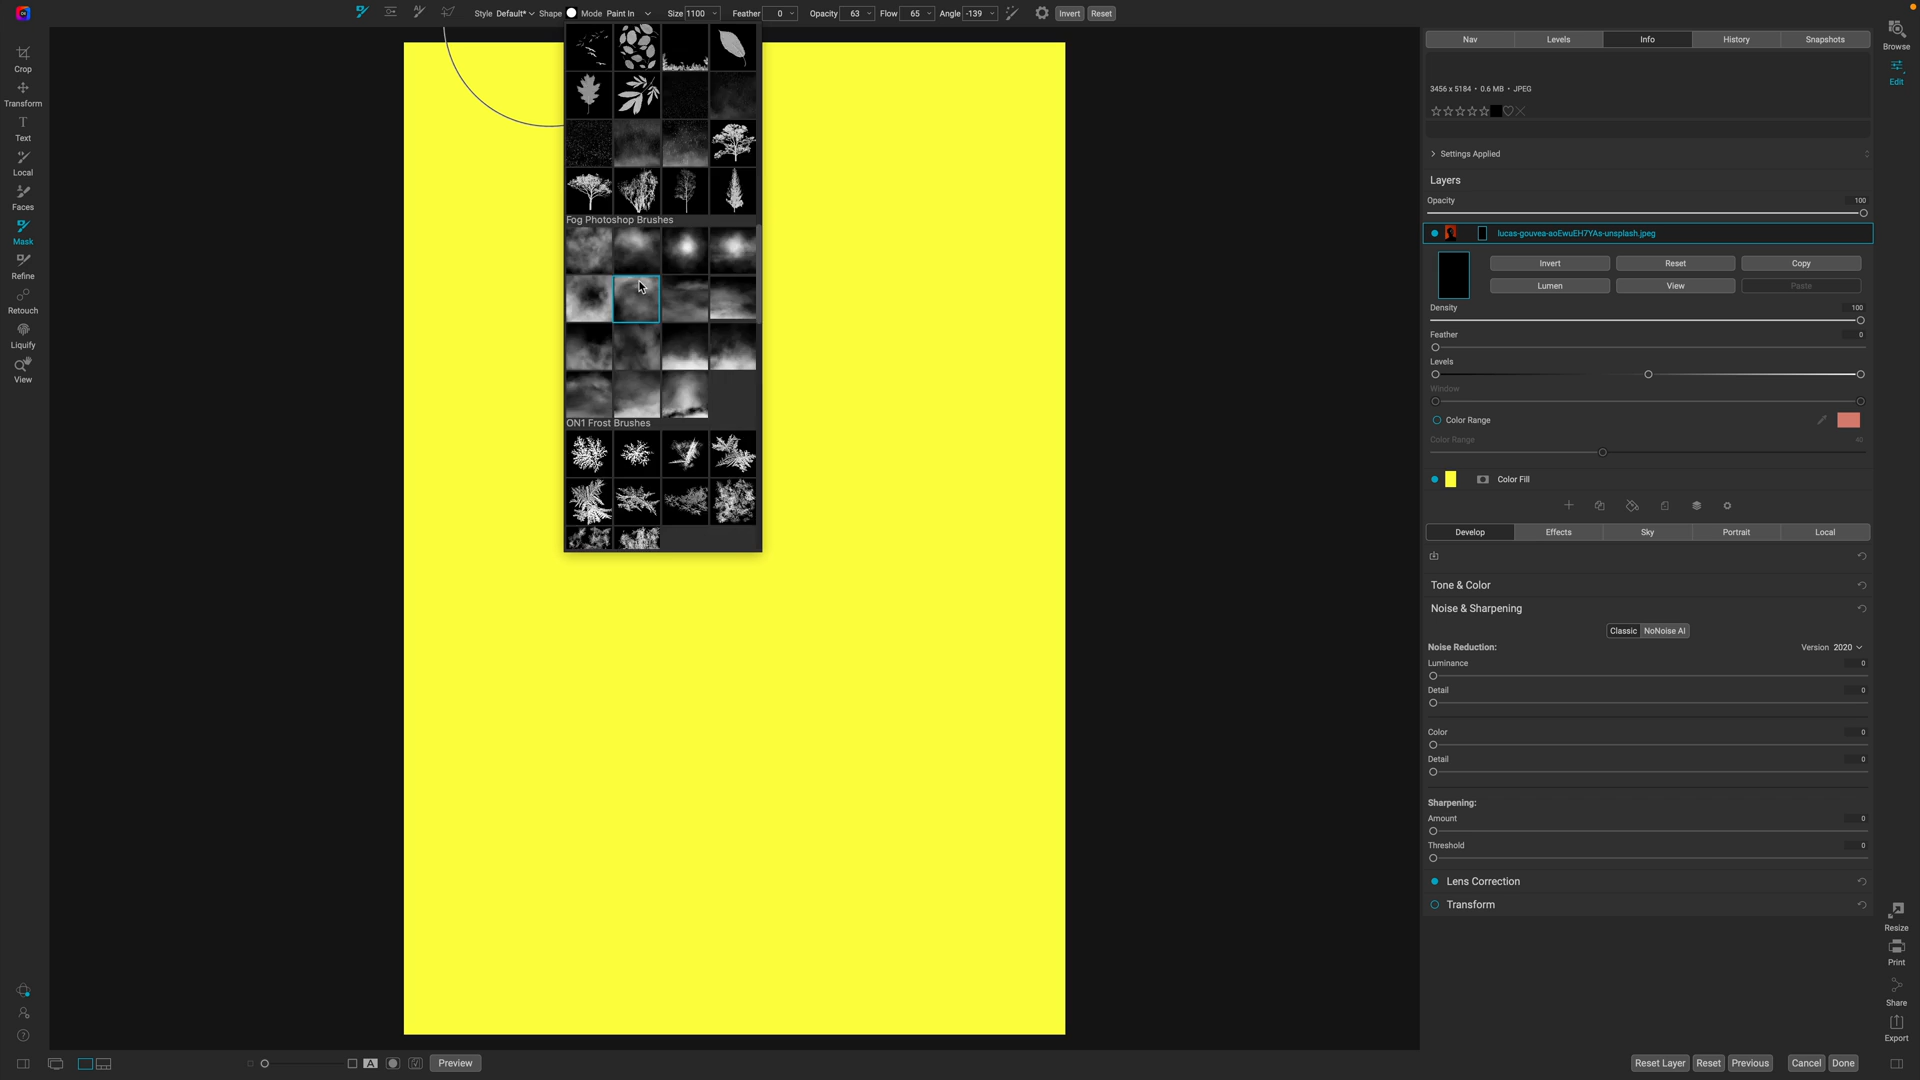 Style Default* Shape Mode Paint In Size 1100 Feather 0 Opacity 63 Flow 65 Angle -139 Invert Reset
Crop
Transform
Text
Local
Faces
Mask
Refine
Retouch
Liquify
View
Fog Photoshop Brushes
ON1 Frost Brushes
Nav Levels Info History Snapshots
3456 x 5184 • 0.6 MB • JPEG
Settings Applied
Layers
Opacity 100
lucas-gouvea-aoEwuEH7YAs-unsplash.jpeg
Invert Reset Copy
Lumen View Paste
Density 100
Feather 0
Levels
Window
Color Range
Color Range 40
Color Fill
Develop Effects Sky Portrait Local
Tone & Color
Noise & Sharpening
Classic NoNoise AI
Noise Reduction: Version 2020
Luminance 0
Detail 0
Color 0
Detail 0
Sharpening:
Amount 0
Threshold 0
Lens Correction
Transform
Browse
Edit
Resize
Print
Share
Export
A Preview
Reset Layer Reset Previous Cancel Done